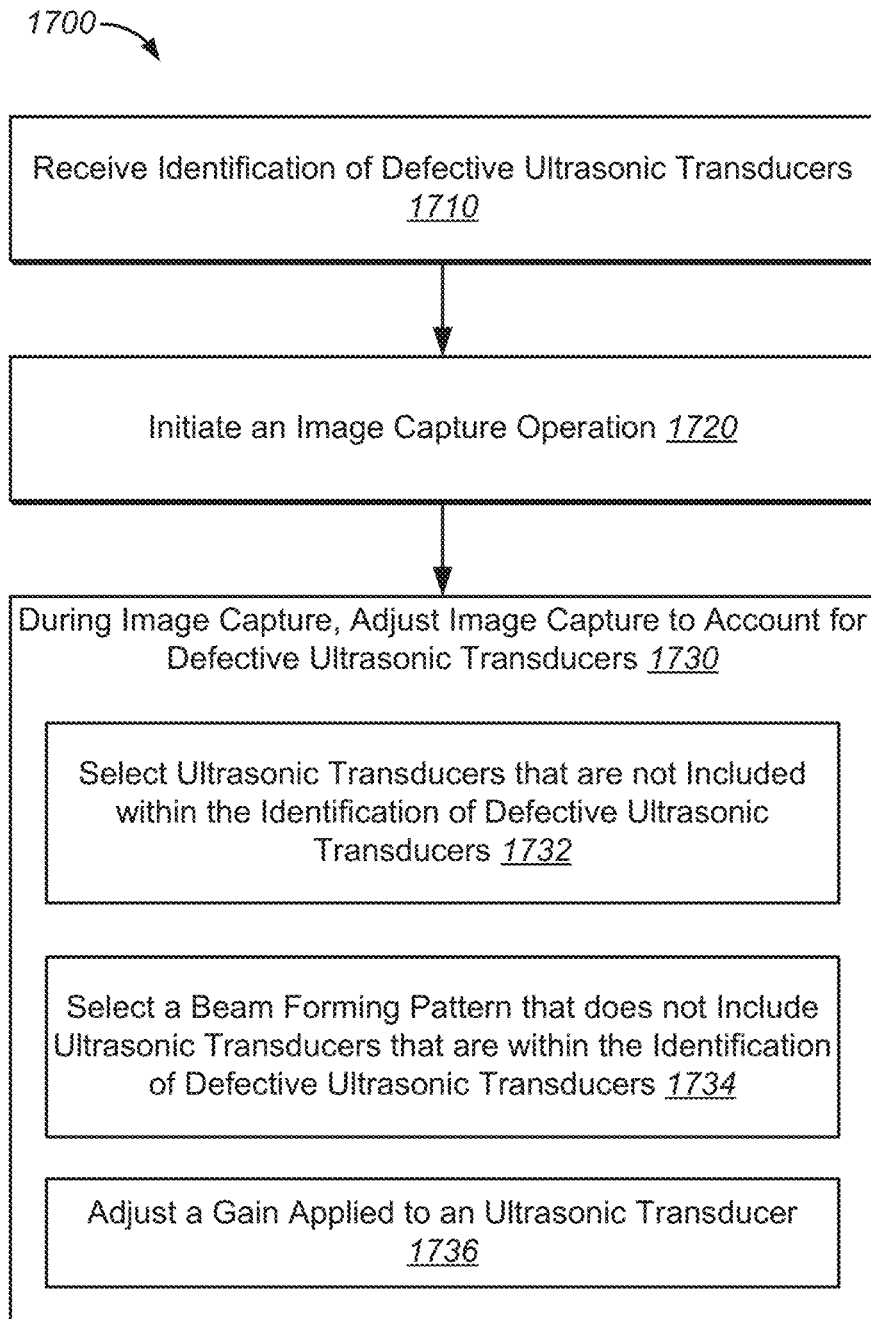 1700
Receive Identification of Defective Ultrasonic Transducers
1710
Initiate an Image Capture Operation 1720
During Image Capture, Adjust Image Capture to Account for
Defective Ultrasonic Transducers 1730
Select Ultrasonic Transducers that are not Included
within the Identification of Defective Ultrasonic
Transducers 1732
Select a Beam Forming Pattern that does not Include
Ultrasonic Transducers that are within the Identification
of Defective Ultrasonic Transducers 1734
Adjust a Gain Applied to an Ultrasonic Transducer
1736